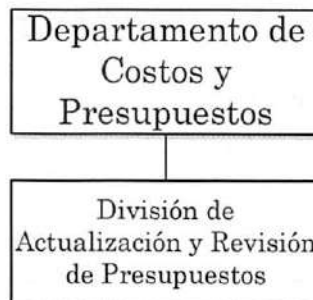 Departamento de
Costos y
Presupuestos
División de
Actualización y Revisión
de Presupuestos